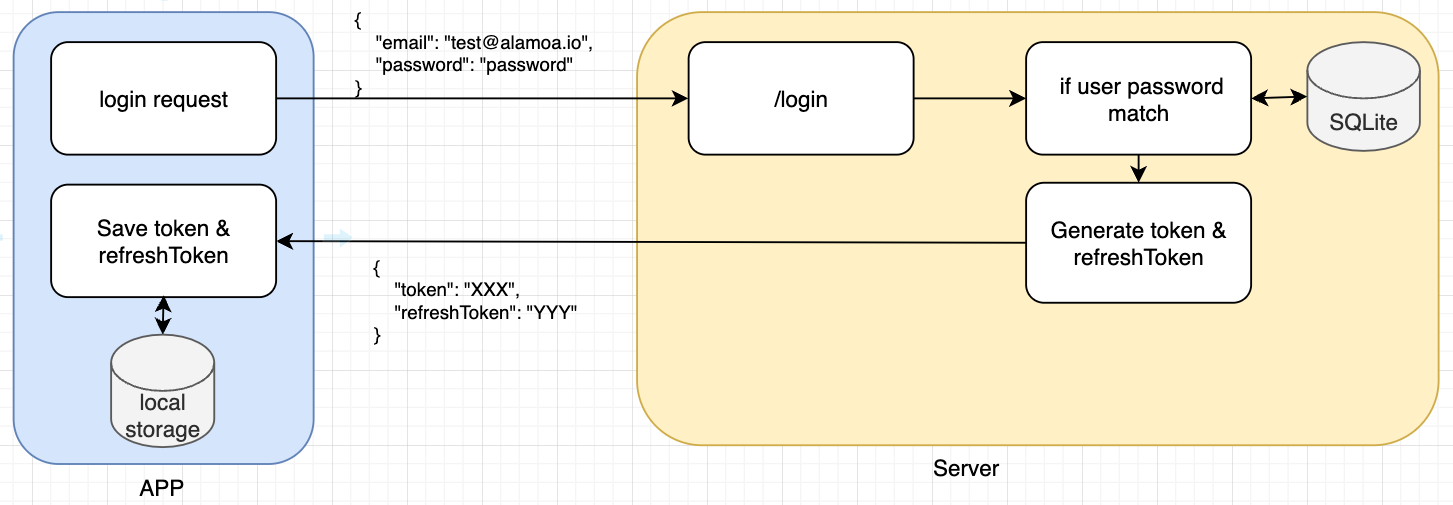 {
"email": "test@alamoa.io",
"password": "password"
}
login request
/login
if user password
match
SQLite
Save token &
refreshToken
Generate token &
refreshToken
{
"token": "XXX",
"refreshToken": "YYY"
}
local
storage
Server
APP